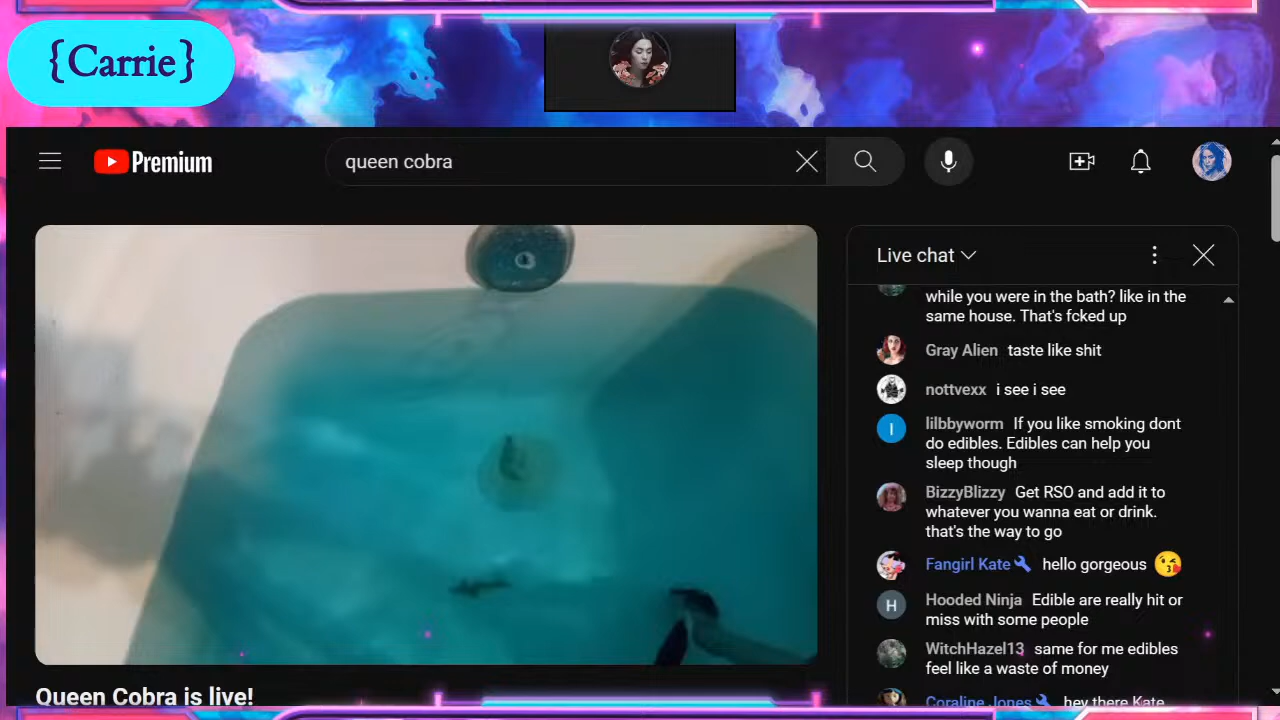 {Carrie}
Premium
queen cobra
Live chat
while you were in the bath? like in the
same house. That's fcked up
Gray Alien taste like shit
nottvexx i see i see
I
lilbbyworm If you like smoking dont
do edibles. Edibles can help you
sleep though
BizzyBlizzy Get RSO and add it to
whatever you wanna eat or drink.
that's the way to go
Fangirl Kate hello gorgeous 😘
H
Hooded Ninja Edible are really hit or
miss with some people
WitchHazel13 same for me edibles
feel like a waste of money
Coraline Jones hey there Kate
Queen Cobra is live!